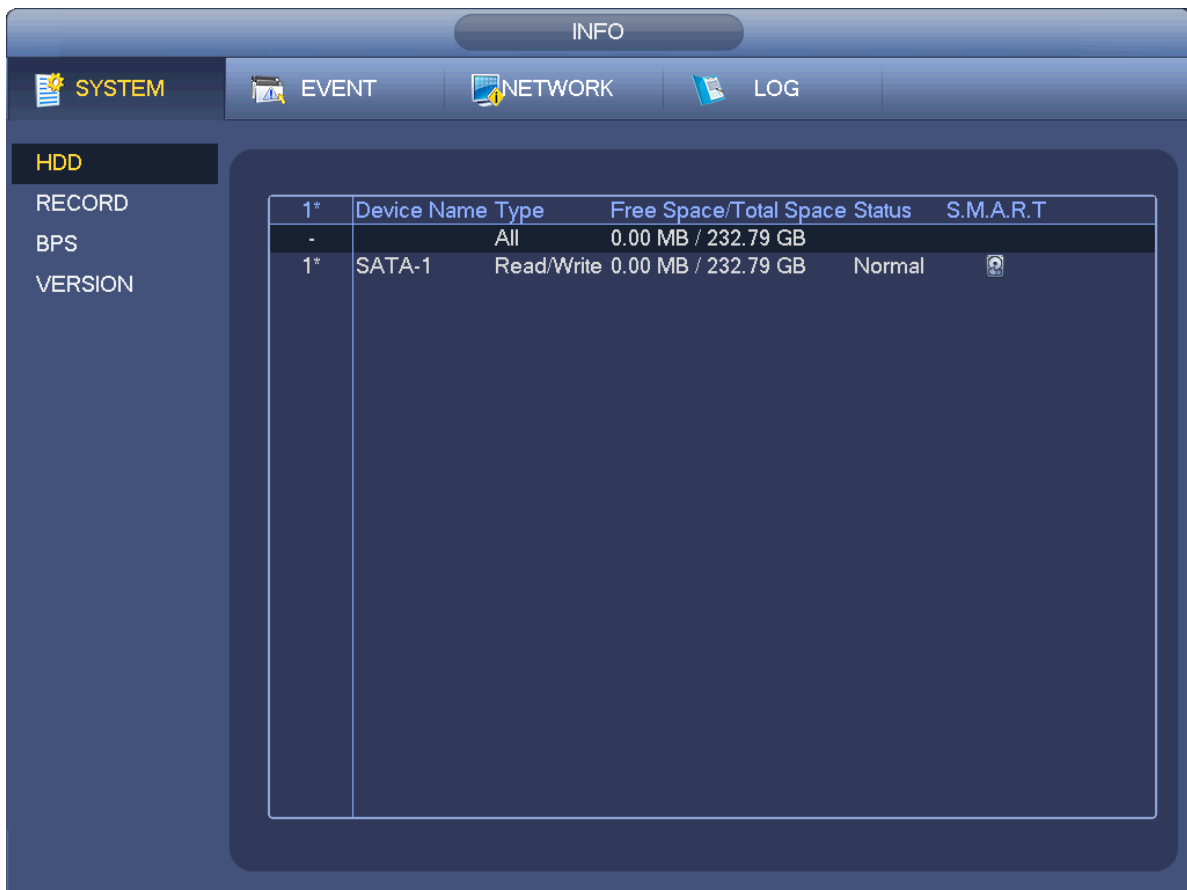 INFO
SYSTEM EVENT NETWORK LOG
HDD
RECORD
BPS
VERSION
1* Device Name Type Free Space/Total Space Status S.M.A.R.T
- All 0.00 MB / 232.79 GB
1* SATA-1 Read/Write 0.00 MB / 232.79 GB Normal